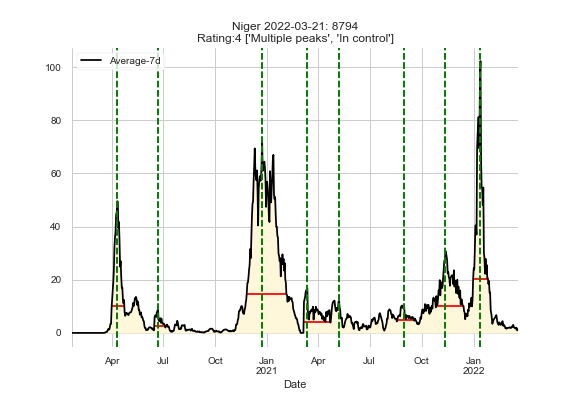 Niger 2022-03-21: 8794
Rating:4 ['Multiple peaks', 'In control']
Average-7d
100
80
60
40
20
0
Apr Jul Oct Jan Apr Jul Oct Jan
2021 2022
Date